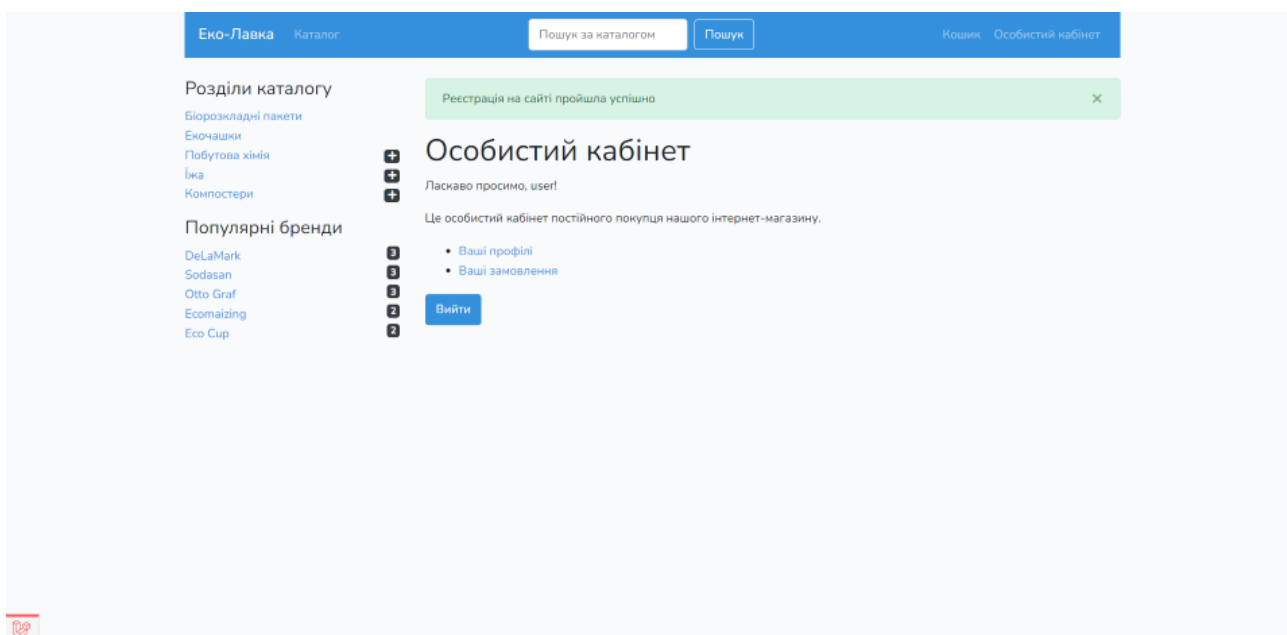 Еко-Лавка Каталог Пошук за каталогом Пошук Кошик Особистий кабінет
Розділи каталогу
Біорозкладні пакети
Екочашки
Побутова хімія
Їжа
Компостери
Популярні бренди
DeLaMark 3
Sodasan 3
Otto Graf 3
Ecomaizing 2
Eco Cup 2
Реєстрація на сайті пройшла успішно ×
Особистий кабінет
Ласкаво просимо, user!
Це особистий кабінет постійного покупця нашого інтернет-магазину.
• Ваші профілі
• Ваші замовлення
Вийти